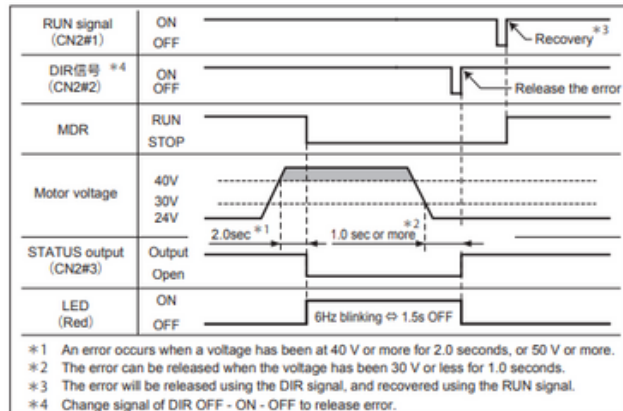 RUN signal
(CN2#1)
ON
OFF
Recovery *3
DIR信号 *4
(CN2#2)
ON
OFF
Release the error
MDR
RUN
STOP
Motor voltage
40V
30V
24V
2.0sec *1
1.0 sec or more *2
STATUS output
(CN2#3)
Output
Open
LED
(Red)
ON
OFF
6Hz blinking ⇔ 1.5s OFF
*1 An error occurs when a voltage has been at 40 V or more for 2.0 seconds, or 50 V or more.
*2 The error can be released when the voltage has been 30 V or less for 1.0 seconds.
*3 The error will be released using the DIR signal, and recovered using the RUN signal.
*4 Change signal of DIR OFF - ON - OFF to release error.